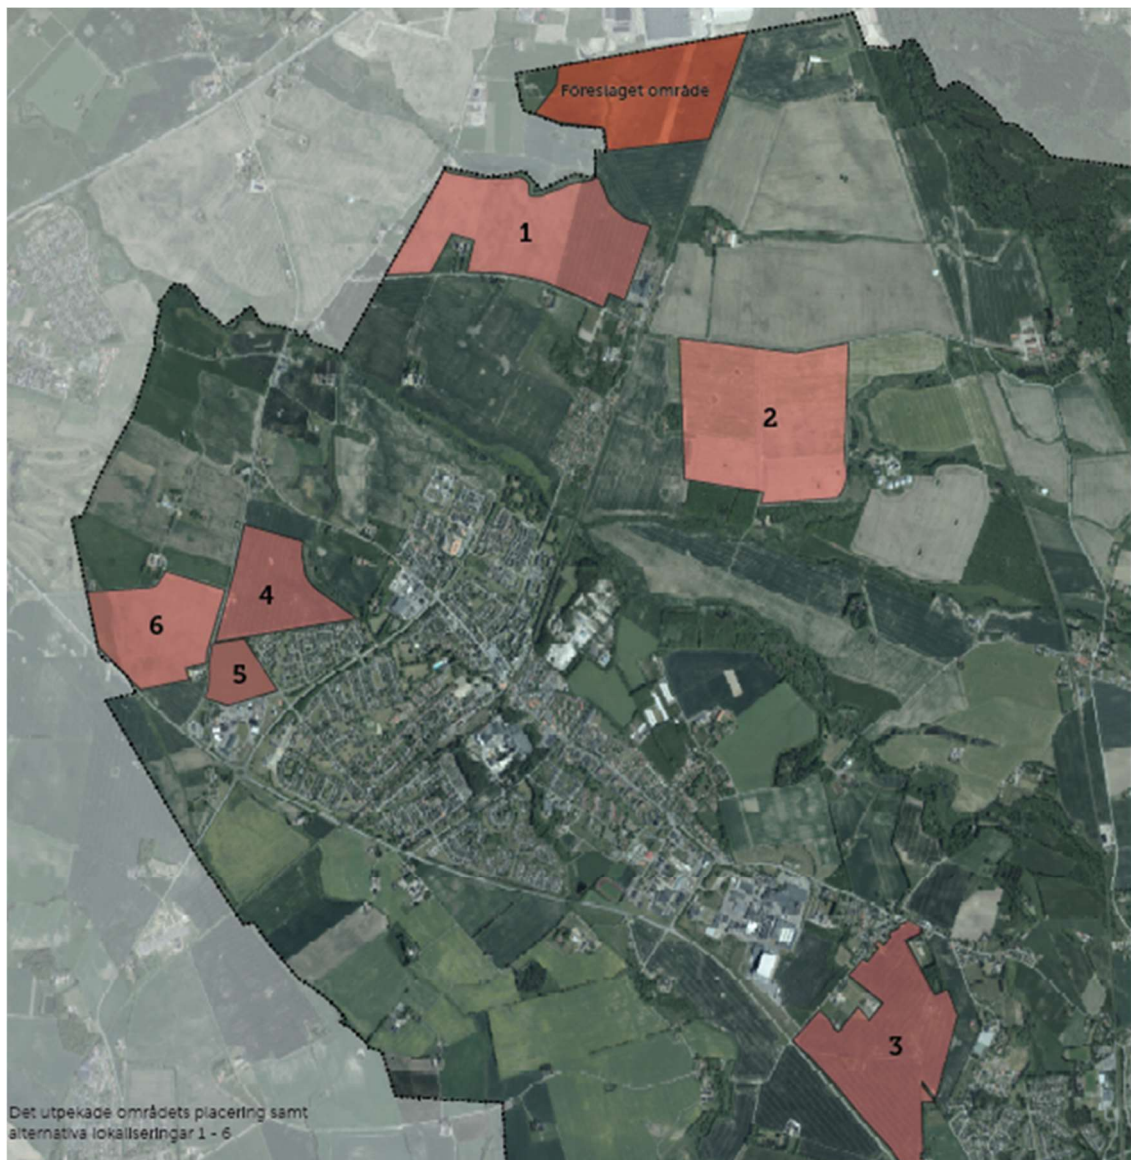 Föreslaget område
1
2
4
6
5
3
Det utpekade områdets placering samt
alternativa lokaliseringar 1 - 6